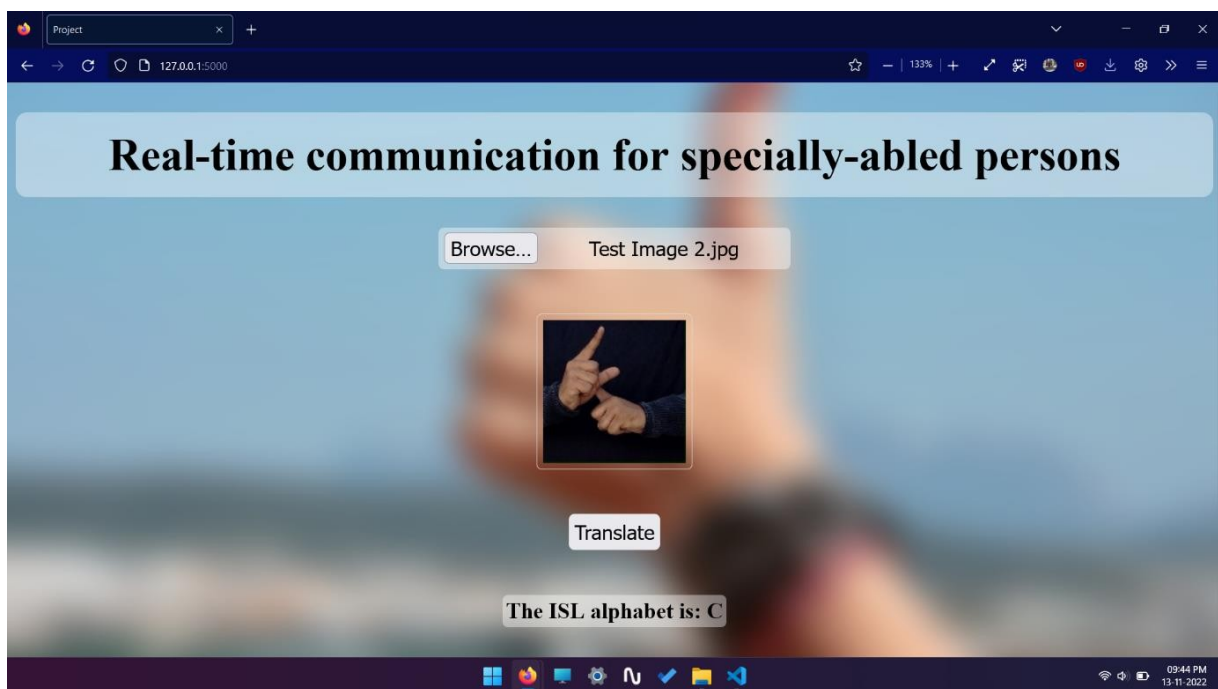 Project
127.0.0.1:5000
133%
Real-time communication for specially-abled persons
Browse... Test Image 2.jpg
Translate
The ISL alphabet is: C
09:44 PM
13-11-2022